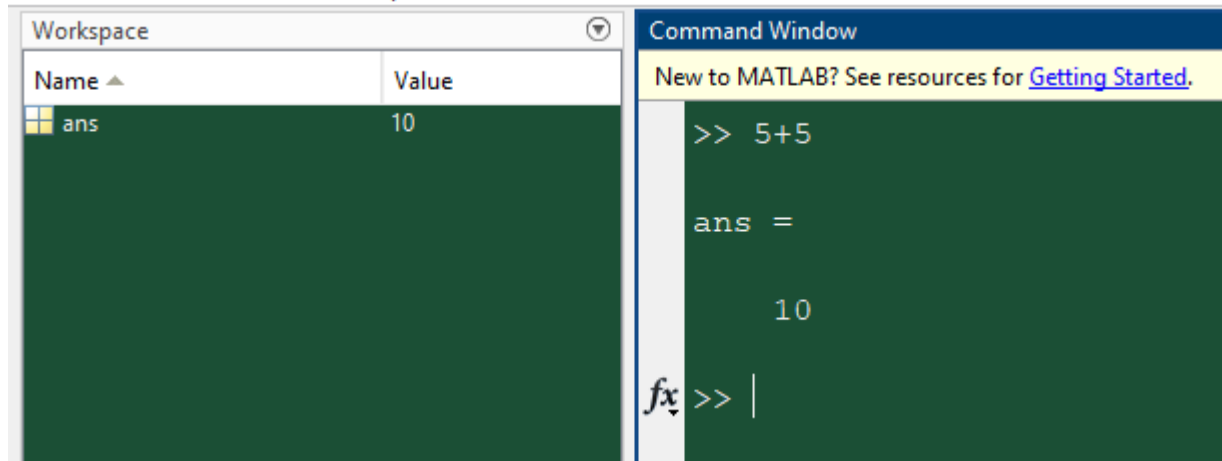 Workspace
Name Value
ans 10
Command Window
New to MATLAB? See resources for Getting Started.
>> 5+5
ans =
10
fx >>